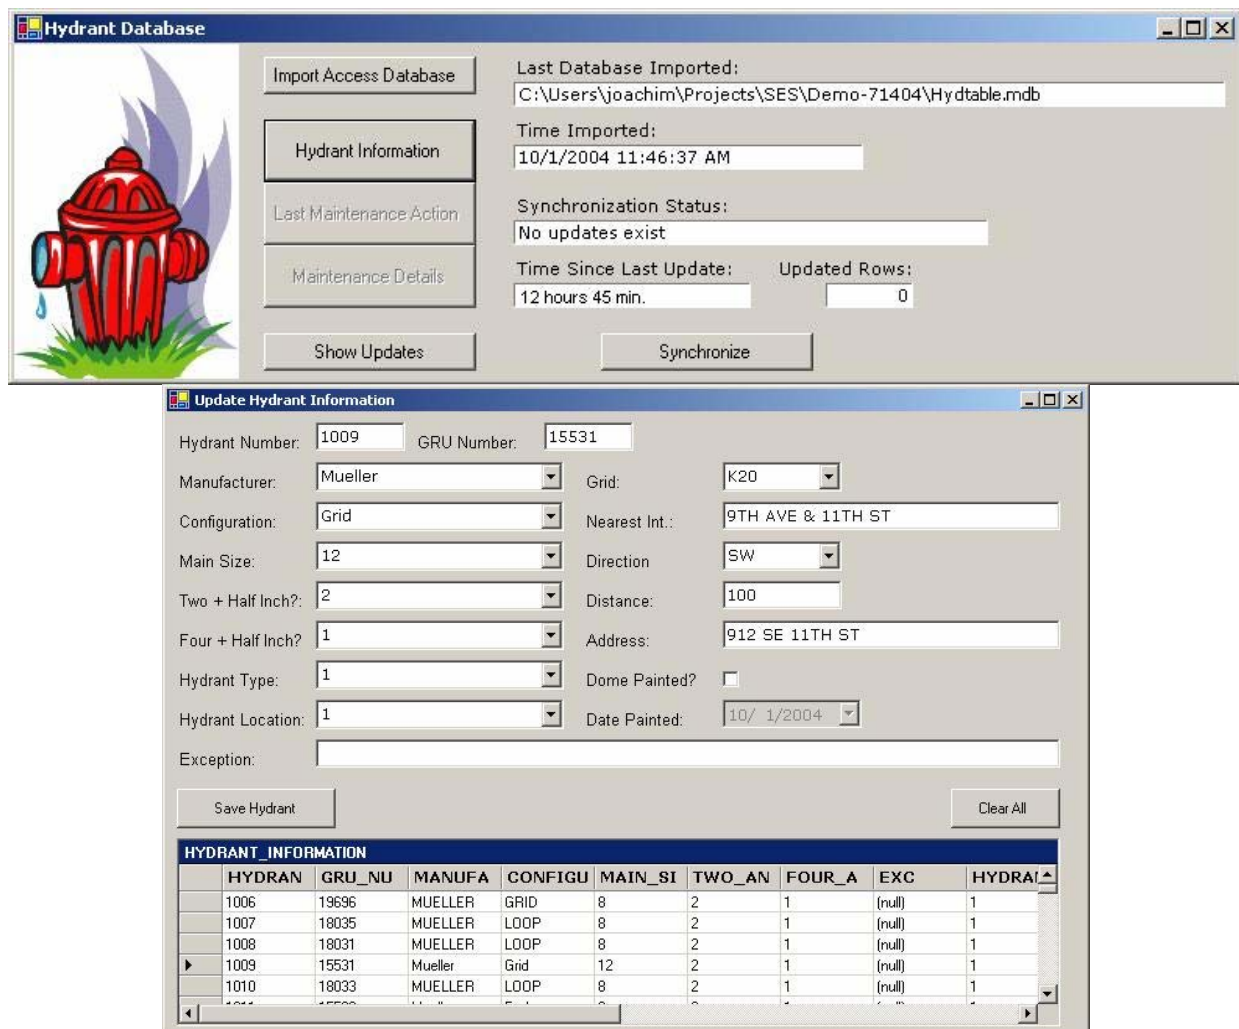 Hydrant Database
Import Access Database
Last Database Imported:
C:\Users\joachim\Projects\SES\Demo-71404\Hydtable.mdb
Hydrant Information
Time Imported:
10/1/2004 11:46:37 AM
Last Maintenance Action
Synchronization Status:
No updates exist
Maintenance Details
Time Since Last Update: Updated Rows:
12 hours 45 min. 0
Show Updates Synchronize
Update Hydrant Information
Hydrant Number: 1009 GRU Number: 15531
Manufacturer: Mueller Grid: K20
Configuration: Grid Nearest Int.: 9TH AVE & 11TH ST
Main Size: 12 Direction SW
Two + Half Inch?: 2 Distance: 100
Four + Half Inch? 1 Address: 912 SE 11TH ST
Hydrant Type: 1 Dome Painted?
Hydrant Location: 1 Date Painted: 10/ 1/2004
Exception:
Save Hydrant Clear All
HYDRANT_INFORMATION
HYDRAN GRU_NU MANUFA CONFIGU MAIN_SI TWO_AN FOUR_A EXC HYDRA
1006 19696 MUELLER GRID 8 2 1 (null) 1
1007 18035 MUELLER LOOP 8 2 1 (null) 1
1008 18031 MUELLER LOOP 8 2 1 (null) 1
1009 15531 Mueller Grid 12 2 1 (null) 1
1010 18033 MUELLER LOOP 8 2 1 (null) 1